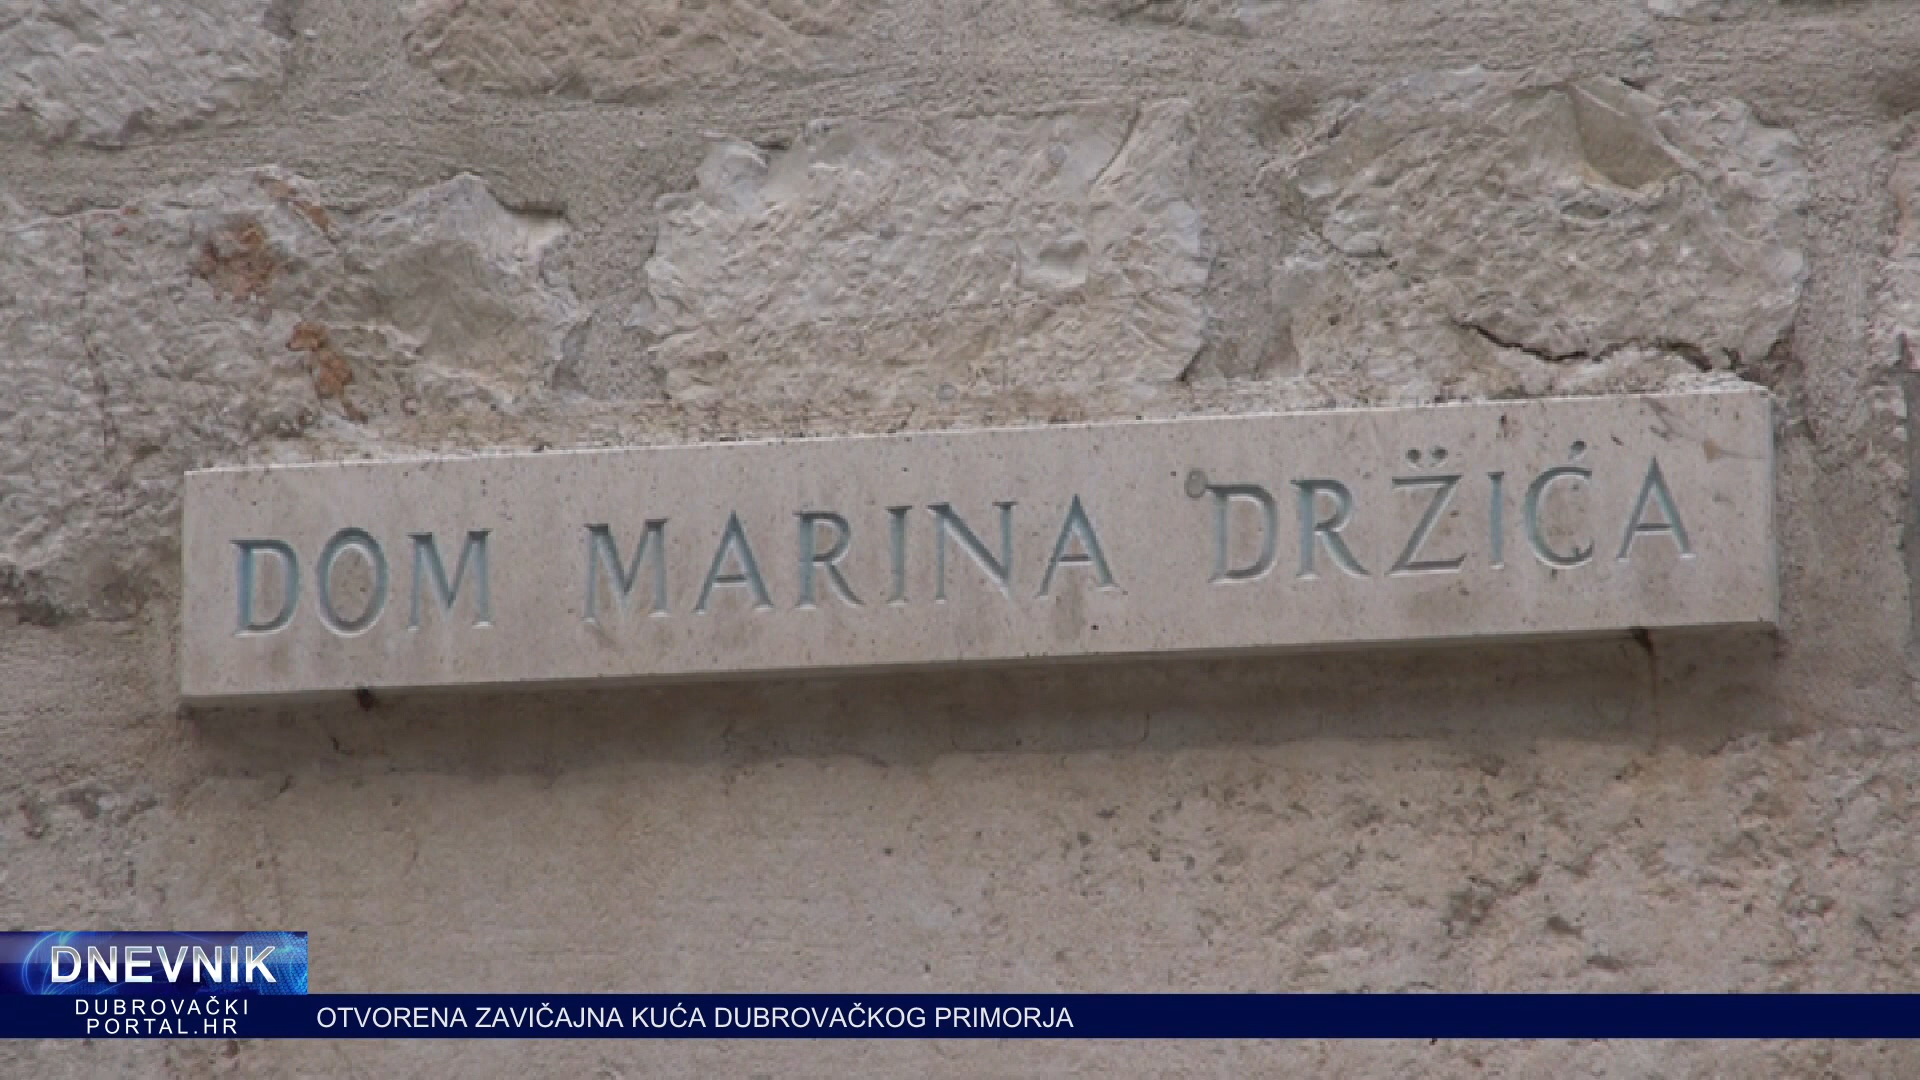 DOM MARINA DRŽIĆA
DNEVNIK
DUBROVAČKI
PORTAL.HR
OTVORENA ZAVIČAJNA KUĆA DUBROVAČKOG PRIMORJA